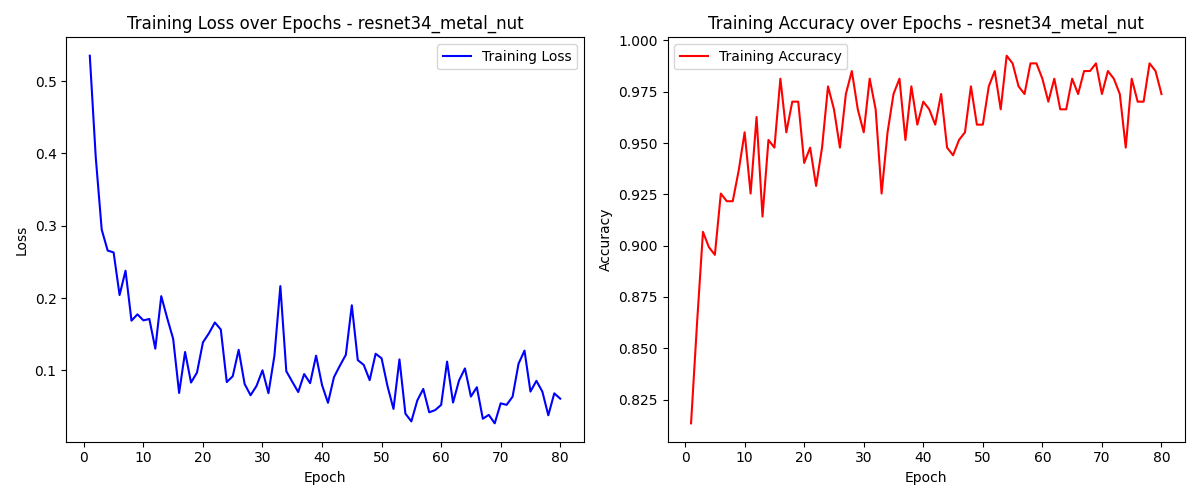 Training Loss over Epochs - resnet34_metal_nut
Training Loss
0.5
0.4
0.3
0.2
0.1
Loss
0 10 20 30 40 50 60 70 80
Epoch
Training Accuracy over Epochs - resnet34_metal_nut
Training Accuracy
1.000
0.975
0.950
0.925
0.900
0.875
0.850
0.825
Accuracy
0 10 20 30 40 50 60 70 80
Epoch